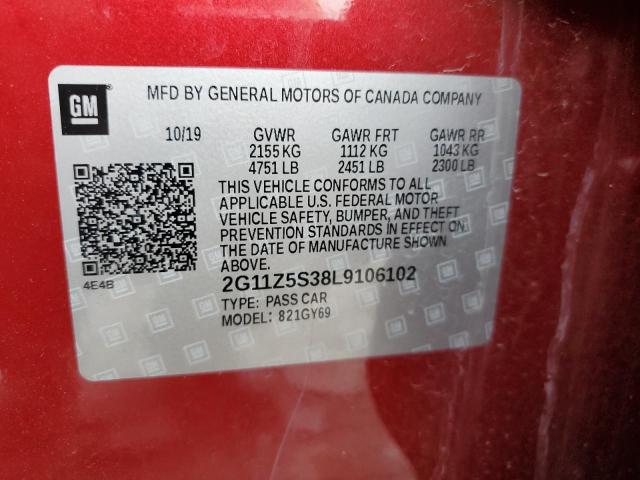 GM
MFD BY GENERAL MOTORS OF CANADA COMPANY
10/19 GVWR GAWR FRT GAWR RR
2155 KG 1112 KG 1043 KG
4751 LB 2451 LB 2300 LB
THIS VEHICLE CONFORMS TO ALL
APPLICABLE U.S. FEDERAL MOTOR
VEHICLE SAFETY, BUMPER, AND THEFT
PREVENTION STANDARDS IN EFFECT ON
THE DATE OF MANUFACTURE SHOWN
ABOVE.
4E4B
2G11Z5S38L9106102
TYPE: PASS CAR
MODEL: 821GY69